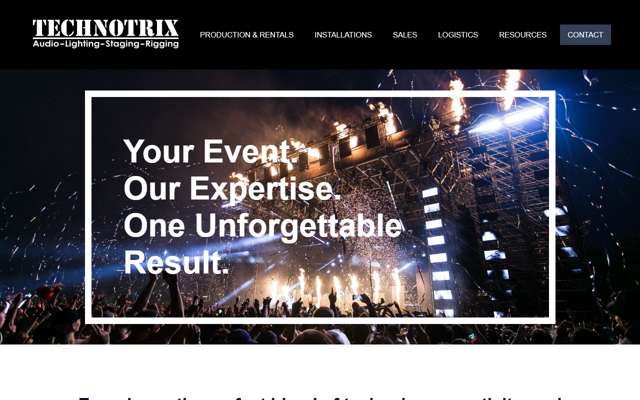 TECHNOTRIX
Audio-Lighting-Staging-Rigging
PRODUCTION & RENTALS
INSTALLATIONS
SALES
LOGISTICS
RESOURCES
CONTACT
Your Event.
Our Expertise.
One Unforgettable
Result.